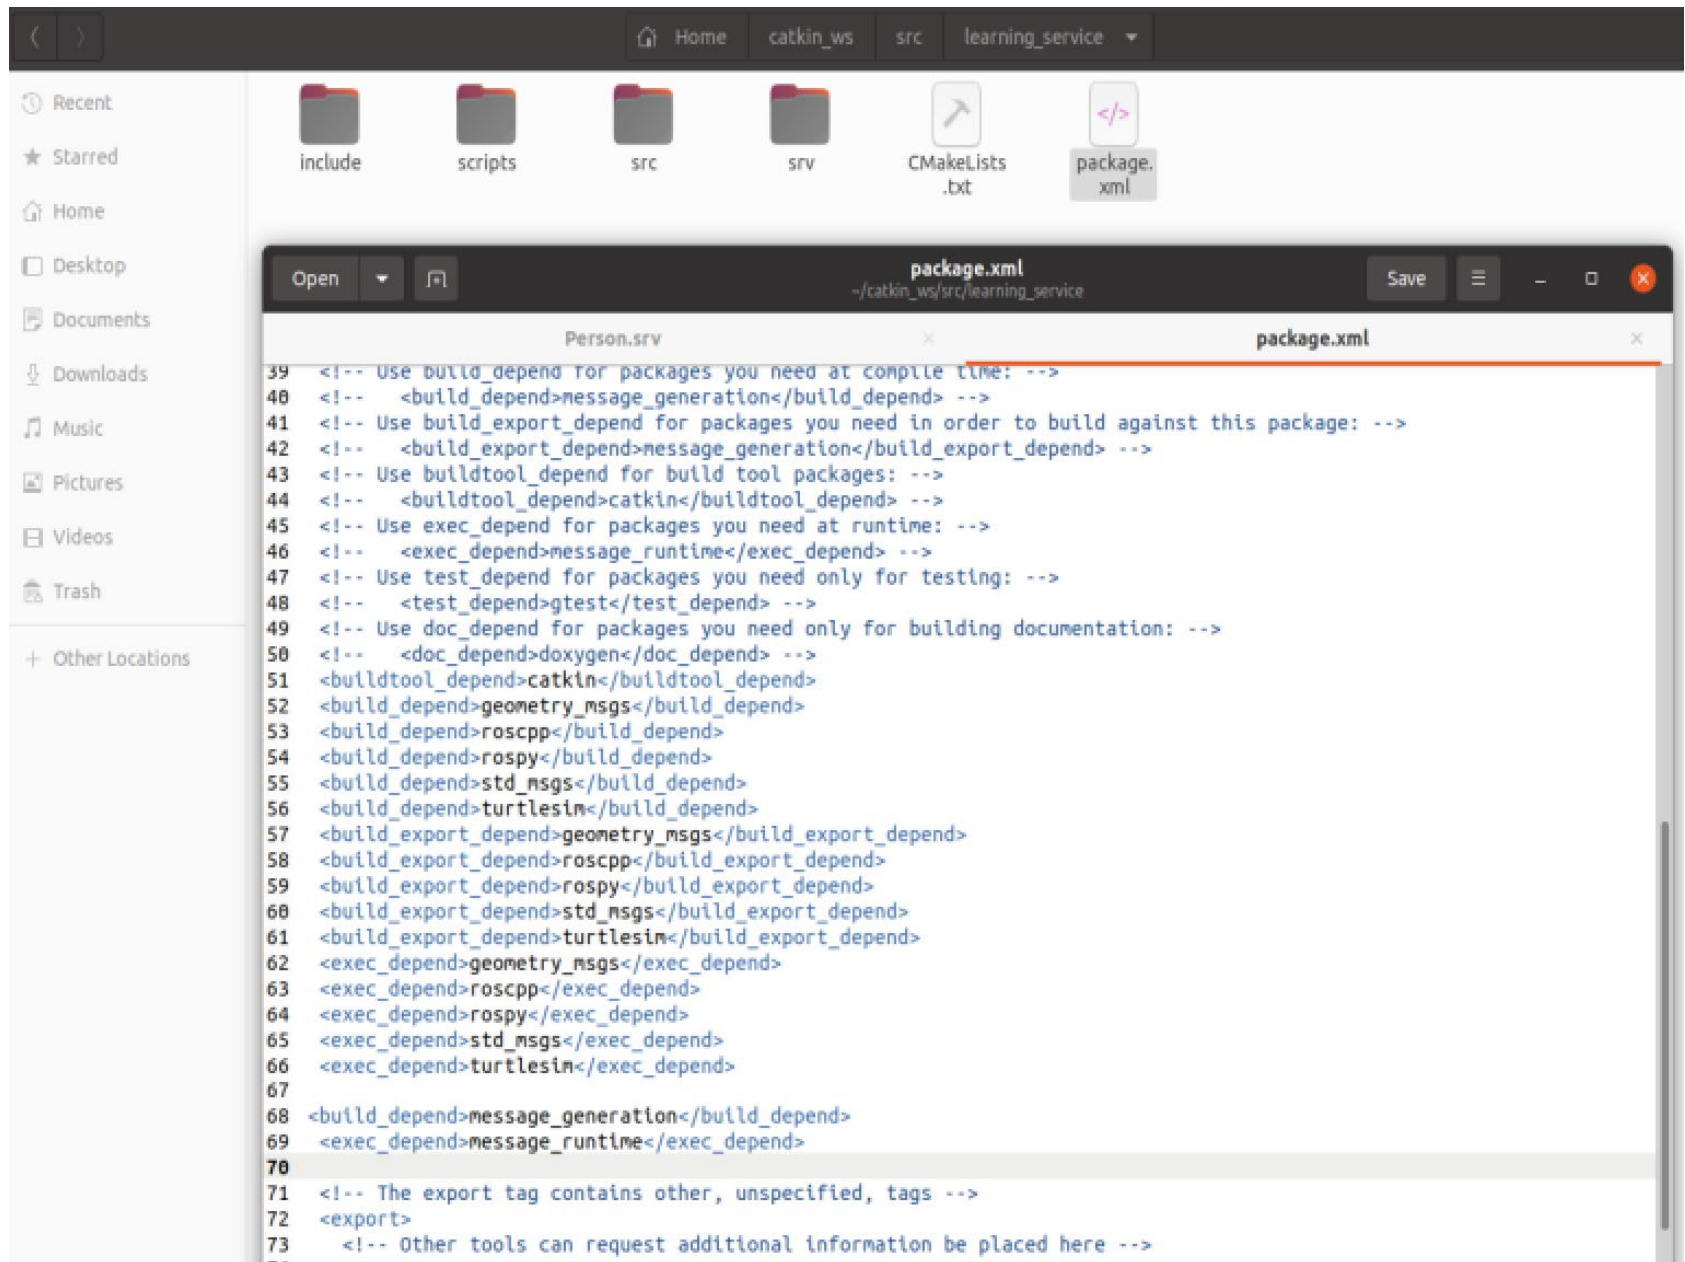 Home catkin_ws src learning_service
Recent
Starred
Home
Desktop
Documents
Downloads
Music
Pictures
Videos
Trash
+ Other Locations
include scripts src srv CMakeLists.txt package.xml
Open package.xml Save
~/catkin_ws/src/learning_service
Person.srv package.xml
39 <!-- Use build_depend for packages you need at compile time: -->
40 <!--   <build_depend>message_generation</build_depend> -->
41 <!-- Use build_export_depend for packages you need in order to build against this package: -->
42 <!--   <build_export_depend>message_generation</build_export_depend> -->
43 <!-- Use buildtool_depend for build tool packages: -->
44 <!--   <buildtool_depend>catkin</buildtool_depend> -->
45 <!-- Use exec_depend for packages you need at runtime: -->
46 <!--   <exec_depend>message_runtime</exec_depend> -->
47 <!-- Use test_depend for packages you need only for testing: -->
48 <!--   <test_depend>gtest</test_depend> -->
49 <!-- Use doc_depend for packages you need only for building documentation: -->
50 <!--   <doc_depend>doxygen</doc_depend> -->
51 <buildtool_depend>catkin</buildtool_depend>
52 <build_depend>geometry_msgs</build_depend>
53 <build_depend>roscpp</build_depend>
54 <build_depend>rospy</build_depend>
55 <build_depend>std_msgs</build_depend>
56 <build_depend>turtlesim</build_depend>
57 <build_export_depend>geometry_msgs</build_export_depend>
58 <build_export_depend>roscpp</build_export_depend>
59 <build_export_depend>rospy</build_export_depend>
60 <build_export_depend>std_msgs</build_export_depend>
61 <build_export_depend>turtlesim</build_export_depend>
62 <exec_depend>geometry_msgs</exec_depend>
63 <exec_depend>roscpp</exec_depend>
64 <exec_depend>rospy</exec_depend>
65 <exec_depend>std_msgs</exec_depend>
66 <exec_depend>turtlesim</exec_depend>
67
68 <build_depend>message_generation</build_depend>
69 <exec_depend>message_runtime</exec_depend>
70
71 <!-- The export tag contains other, unspecified, tags -->
72 <export>
73 <!-- Other tools can request additional information be placed here -->